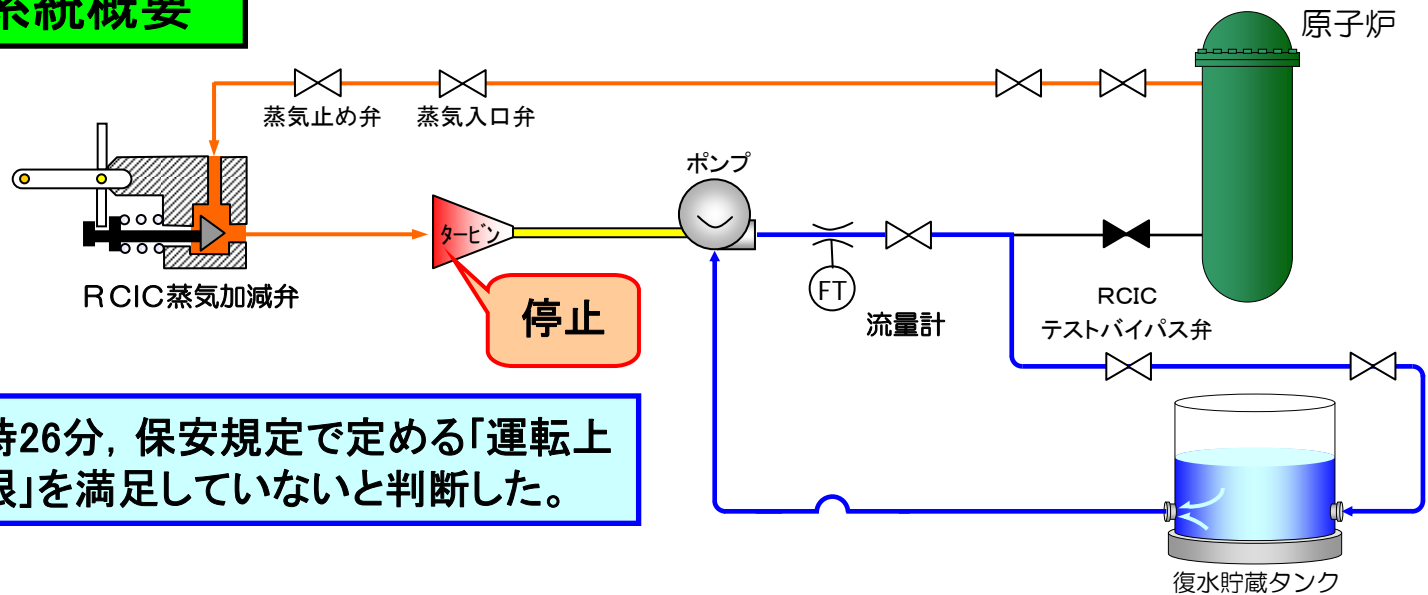 系統概要
原子炉
蒸気止め弁
蒸気入口弁
ポンプ
タービン
RCIC蒸気加減弁
停止
FT
流量計
RCIC
テストバイパス弁
時26分，保安規定で定める「運転上
限」を満足していないと判断した。
復水貯蔵タンク